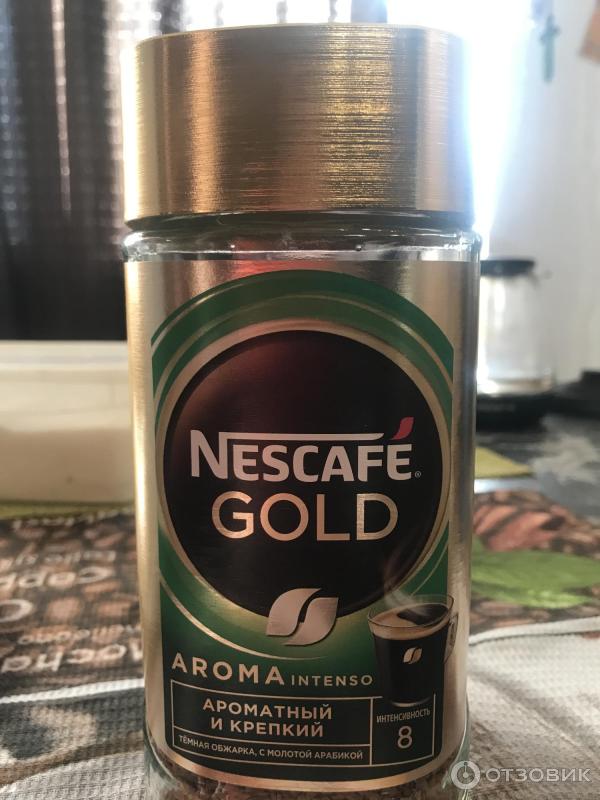 NESCAFÉ®
GOLD
AROMA INTENSO
АРОМАТНЫЙ
И КРЕПКИЙ
ТЁМНАЯ ОБЖАРКА, С МОЛОТОЙ АРАБИКОЙ
ИНТЕНСИВНОСТЬ
8
ОТЗОВИК